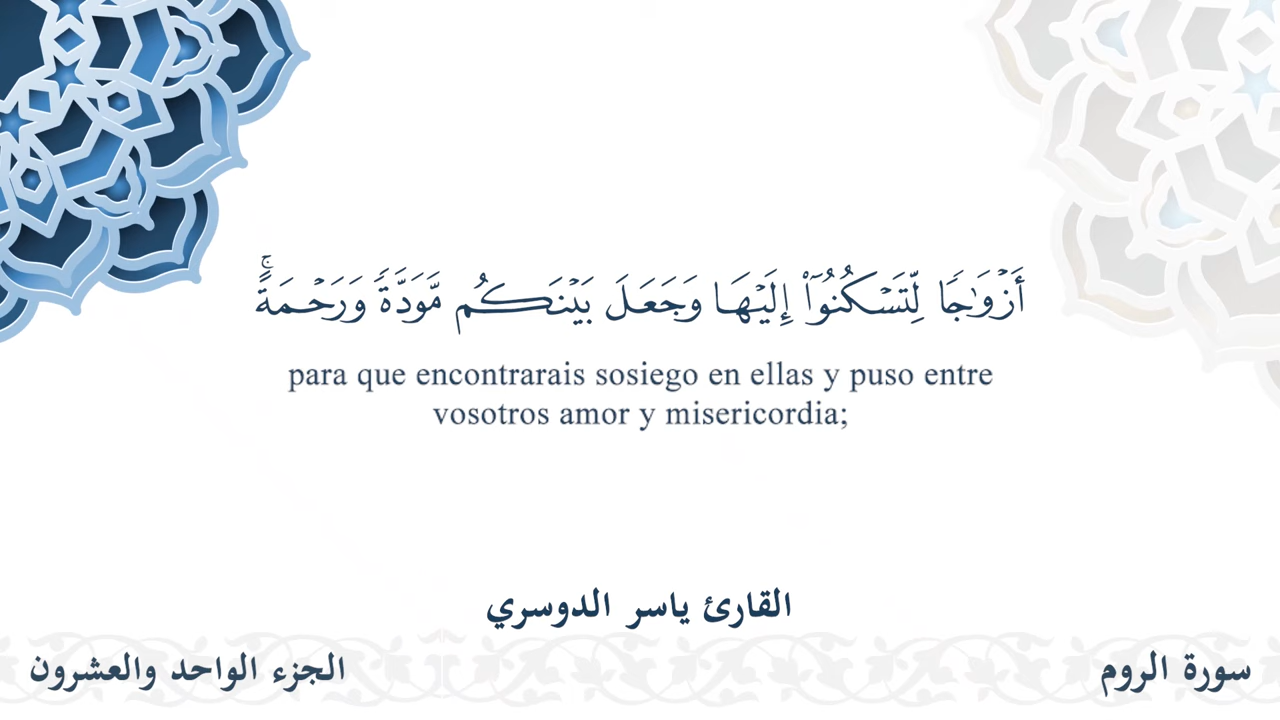 أَزۡوَٰجٗا لِّتَسۡكُنُوٓاْ إِلَيۡهَا وَجَعَلَ بَيۡنَكُم مَّوَدَّةٗ وَرَحۡمَةًۚ
para que encontrarais sosiego en ellas y puso entre
vosotros amor y misericordia;
القارئ ياسر الدوسري
سورة الروم
الجزء الواحد والعشرون